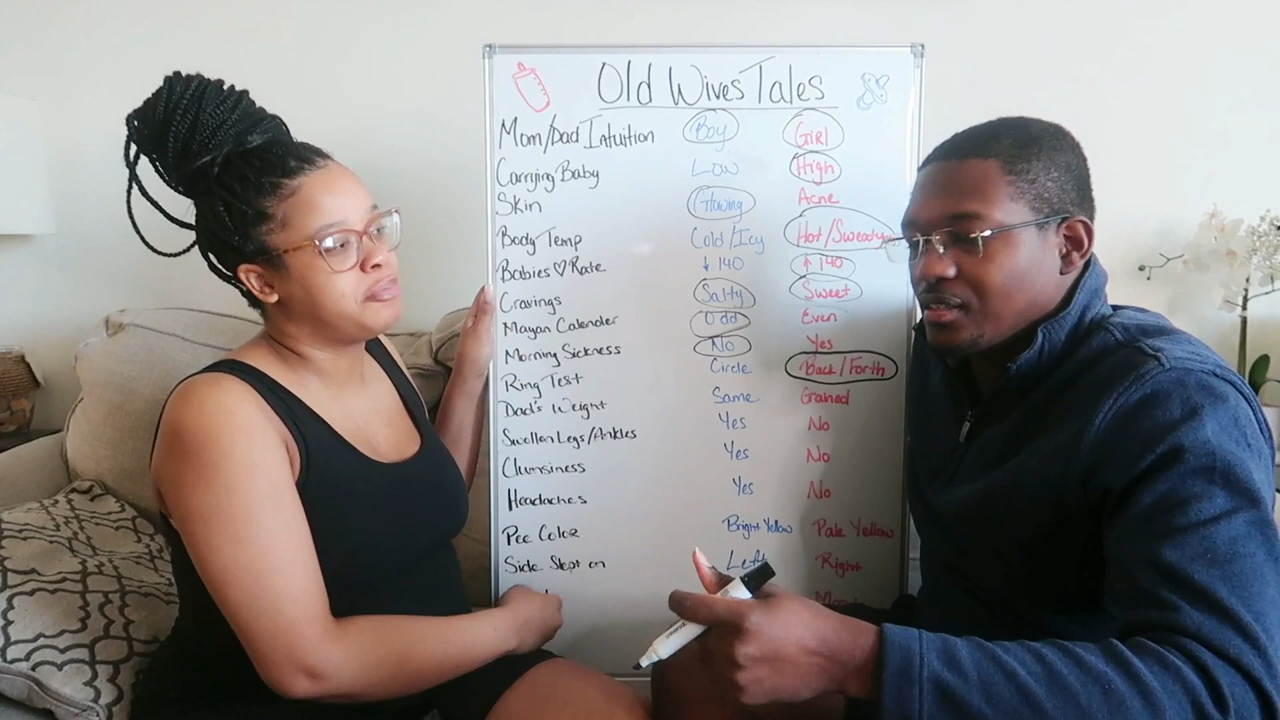 Old Wives Tales
Mom/Dad Intuition Boy Girl
Carrying Baby Low High
Skin Glowing Acne
Body Temp Cold/Icy Hot/Sweaty
Babies ♡ Rate ↓ 140 ↑ 140
Cravings Salty Sweet
Mayan Calender Odd Even
Morning Sickness No Yes
Ring Test Circle Back/Forth
Dad's Weight Same Gained
Swollen Legs/Ankles Yes No
Clumsiness Yes No
Headaches Yes No
Pee Color Bright Yellow Pale Yellow
Side Slept on Left Right